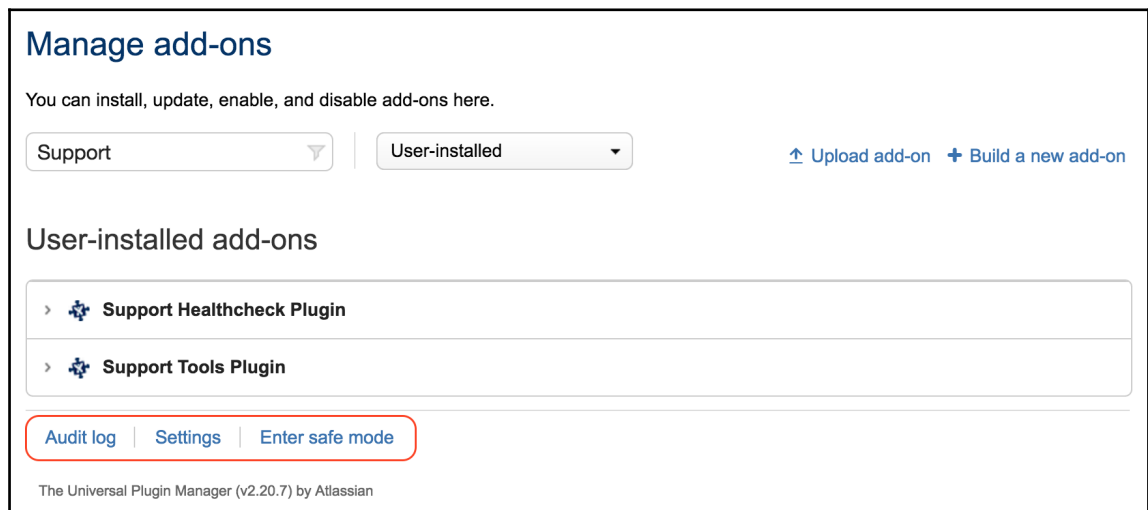 Manage add-ons
You can install, update, enable, and disable add-ons here.
Support User-installed Upload add-on Build a new add-on
User-installed add-ons
Support Healthcheck Plugin
Support Tools Plugin
Audit log Settings Enter safe mode
The Universal Plugin Manager (v2.20.7) by Atlassian